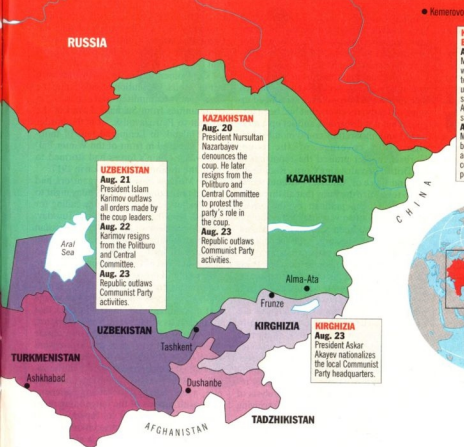 Kemerovo
RUSSIA
KAZAKHSTAN
Aug. 20
President Nursultan
Nazarbayev
denounces the
coup. He later
resigns from the
Politburo and
Central Committee
to protest the
party's role in
the coup.
Aug. 23
Republic outlaws
Communist Party
activities.
UZBEKISTAN
Aug. 21
President Islam
Karimov outlaws
all orders made by
the coup leaders.
Aug. 22
Karimov resigns
from the Politburo
and Central
Committee.
Aug. 23
Republic outlaws
Communist Party
activities.
KAZAKHSTAN
CHINA
Aral
Sea
Alma-Ata
Frunze
UZBEKISTAN
KIRGHIZIA
Tashkent
KIRGHIZIA
Aug. 23
President Askar
Akayev nationalizes
the local Communist
Party headquarters.
TURKMENISTAN
Ashkhabad
Dushanbe
TADZHIKISTAN
AFGHANISTAN